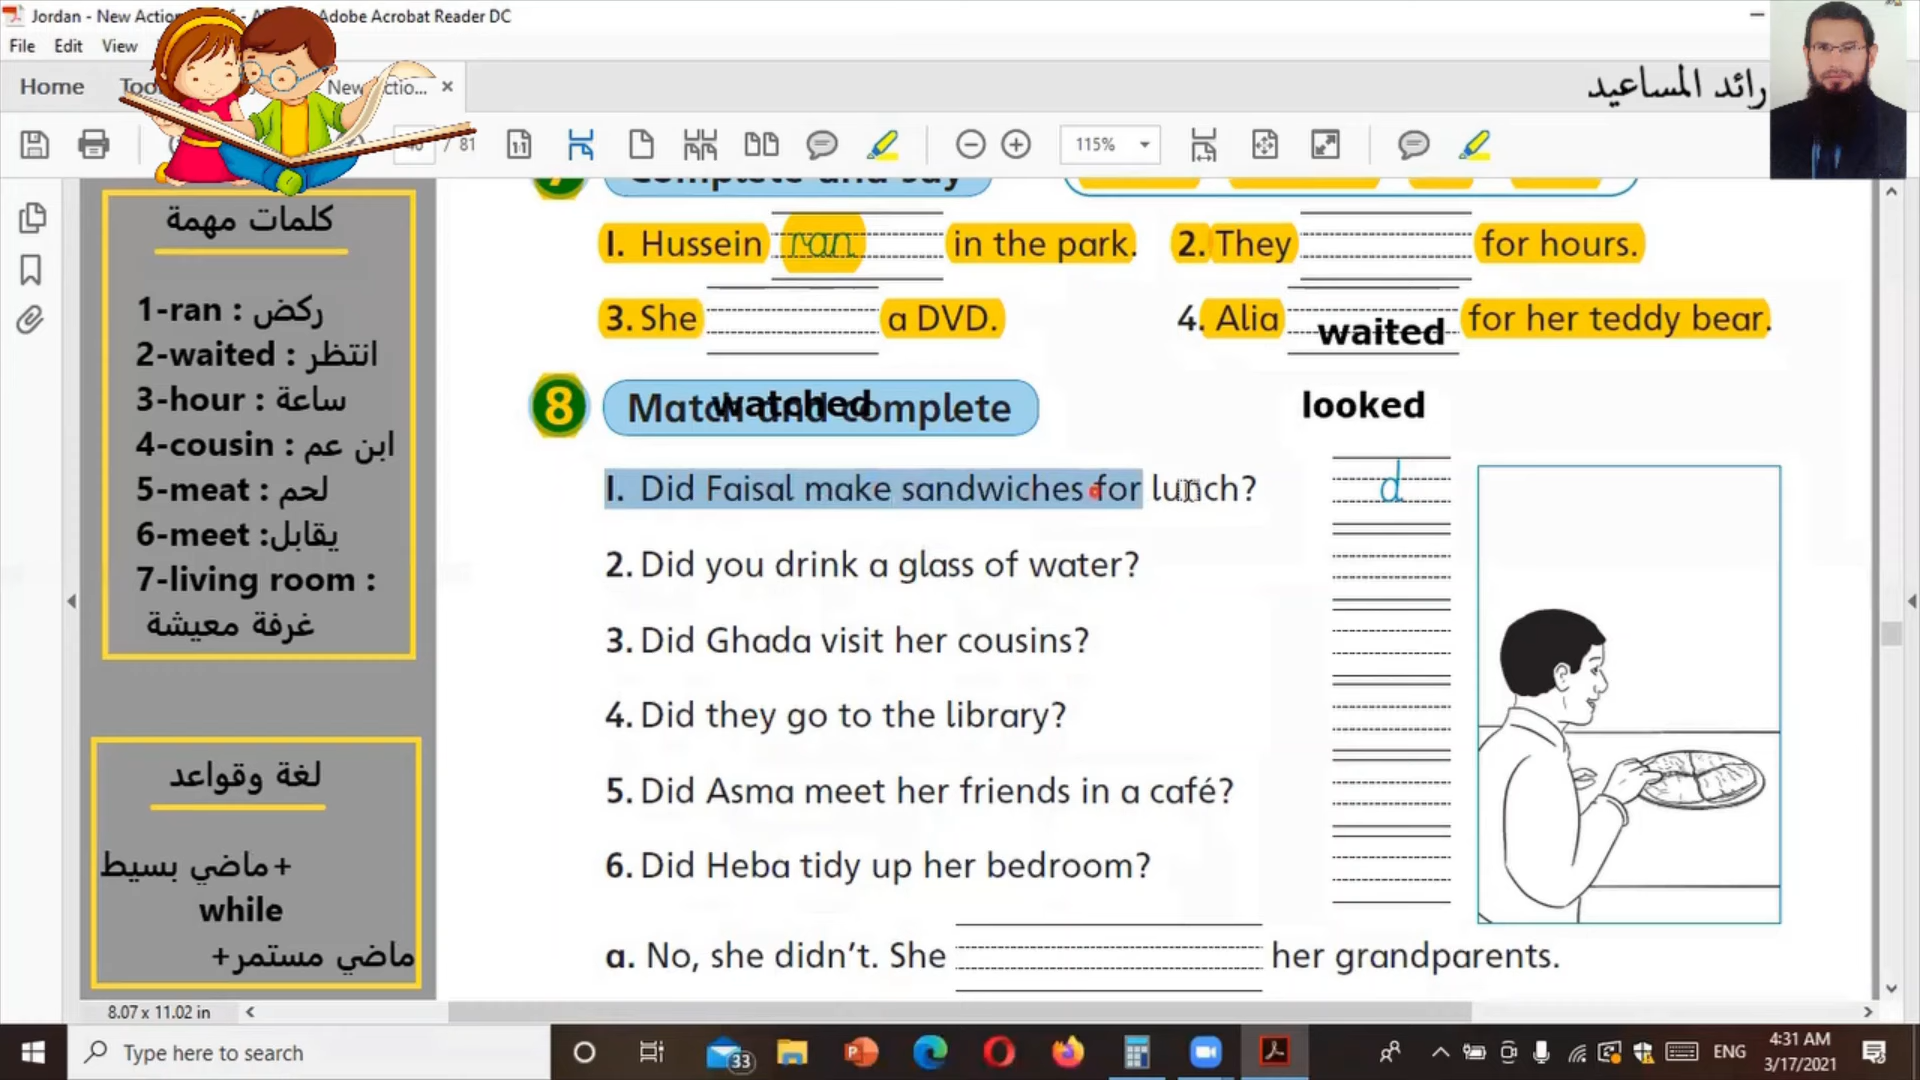 Jordan - New Action
Adobe Acrobat Reader DC
File Edit View
Home
رائد المساعيد
/ 81
115%
كلمات مهمة
1-ran : ركض
2-waited : انتظر
3-hour : ساعة
4-cousin : ابن عم
5-meat : لحم
6-meet :يقابل
7-living room :
غرفة معيشة
لغة وقواعد
+ماضي بسيط
while
ماضي مستمر+
Complete and say
1. Hussein ran in the park.
2. They for hours.
3. She a DVD.
4. Alia waited for her teddy bear.
8 Match and complete
watched
looked
1. Did Faisal make sandwiches for lunch? d
2. Did you drink a glass of water?
3. Did Ghada visit her cousins?
4. Did they go to the library?
5. Did Asma meet her friends in a café?
6. Did Heba tidy up her bedroom?
a. No, she didn't. She her grandparents.
8.07 x 11.02 in
Type here to search
33
ENG
4:31 AM
3/17/2021